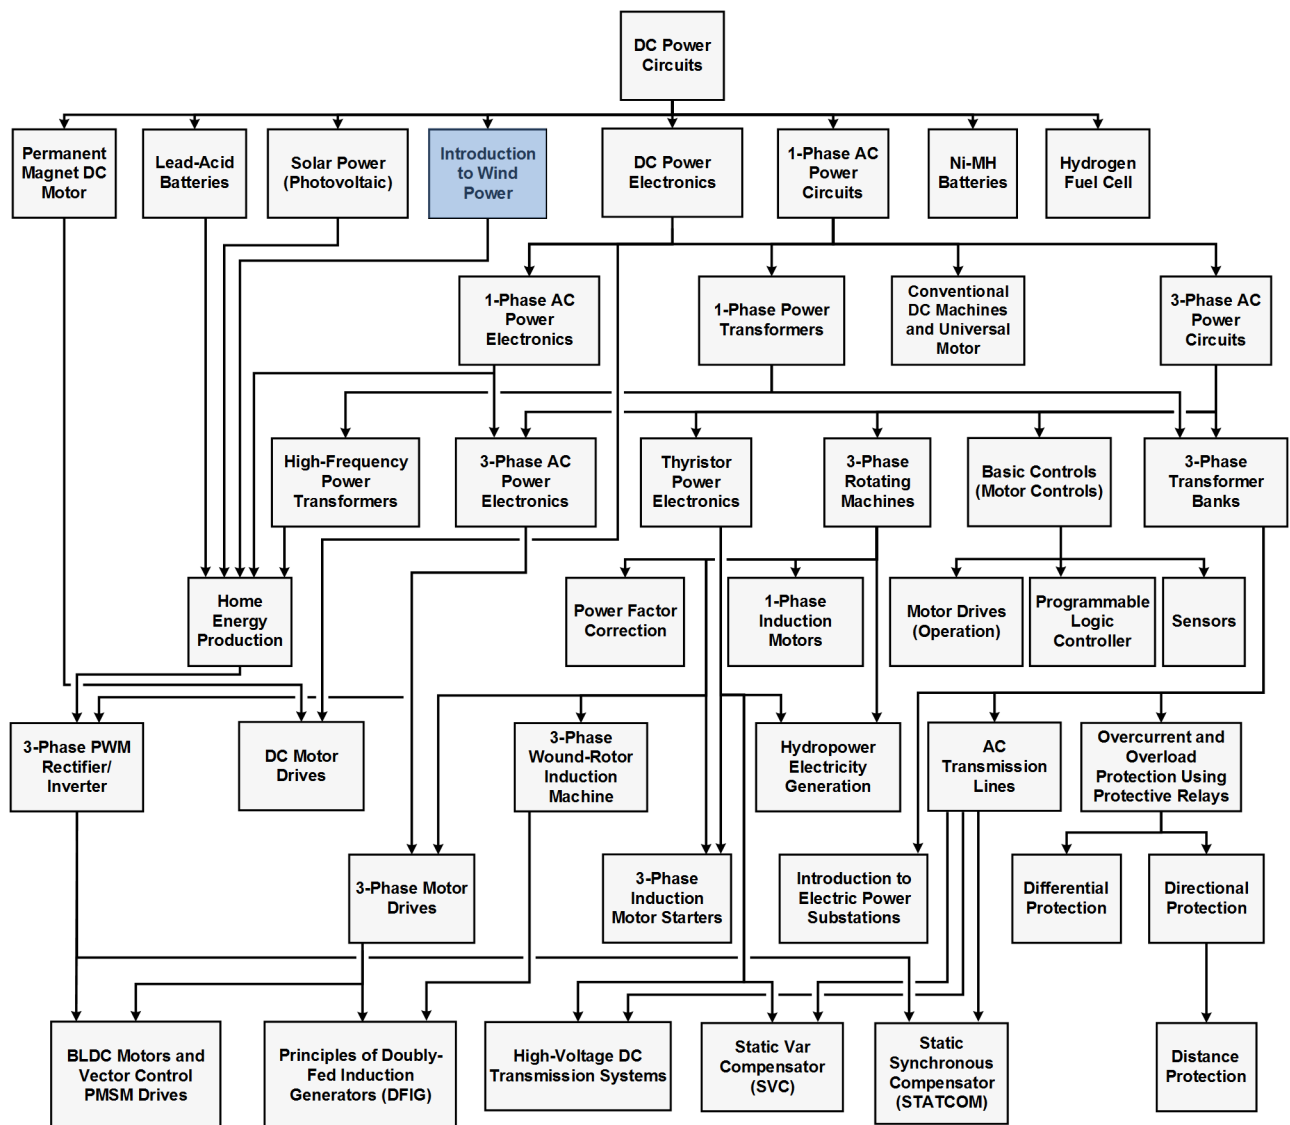 DC Power
Circuits
Permanent
Magnet DC
Motor
Lead-Acid
Batteries
Solar Power
(Photovoltaic)
Introduction
to Wind
Power
DC Power
Electronics
1-Phase AC
Power
Circuits
Ni-MH
Batteries
Hydrogen
Fuel Cell
1-Phase AC
Power
Electronics
1-Phase Power
Transformers
Conventional
DC Machines
and Universal
Motor
3-Phase AC
Power
Circuits
High-Frequency
Power
Transformers
3-Phase AC
Power
Electronics
Thyristor
Power
Electronics
3-Phase
Rotating
Machines
Basic Controls
(Motor Controls)
3-Phase
Transformer
Banks
Home
Energy
Production
Power Factor
Correction
1-Phase
Induction
Motors
Motor Drives
(Operation)
Programmable
Logic
Controller
Sensors
3-Phase PWM
Rectifier/
Inverter
DC Motor
Drives
3-Phase
Wound-Rotor
Induction
Machine
Hydropower
Electricity
Generation
AC
Transmission
Lines
Overcurrent and
Overload
Protection Using
Protective Relays
3-Phase Motor
Drives
3-Phase
Induction
Motor Starters
Introduction to
Electric Power
Substations
Differential
Protection
Directional
Protection
BLDC Motors and
Vector Control
PMSM Drives
Principles of Doubly-
Fed Induction
Generators (DFIG)
High-Voltage DC
Transmission Systems
Static Var
Compensator
(SVC)
Static
Synchronous
Compensator
(STATCOM)
Distance
Protection